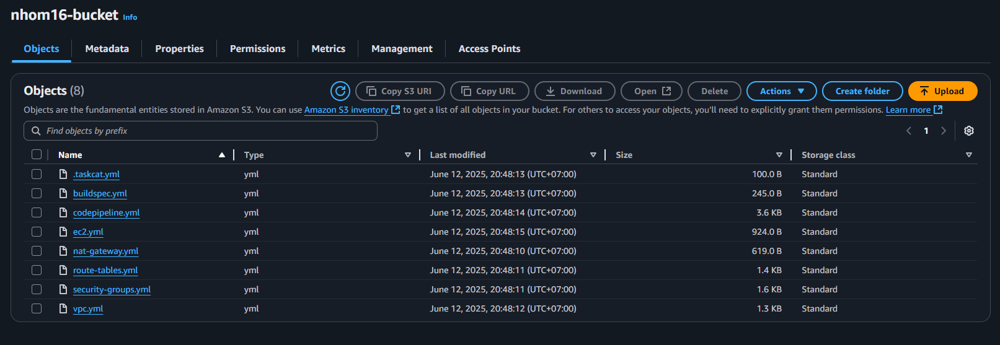 nhom16-bucket Info
Objects Metadata Properties Permissions Metrics Management Access Points
Objects (8) Copy S3 URI Copy URL Download Open Delete Actions Create folder Upload
Objects are the fundamental entities stored in Amazon S3. You can use Amazon S3 inventory to get a list of all objects in your bucket. For others to access your objects, you'll need to explicitly grant them permissions. Learn more
Find objects by prefix 1
Name Type Last modified Size Storage class
.taskcat.yml yml June 12, 2025, 20:48:13 (UTC+07:00) 100.0 B Standard
buildspec.yml yml June 12, 2025, 20:48:13 (UTC+07:00) 245.0 B Standard
codepipeline.yml yml June 12, 2025, 20:48:14 (UTC+07:00) 3.6 KB Standard
ec2.yml yml June 12, 2025, 20:48:15 (UTC+07:00) 924.0 B Standard
nat-gateway.yml yml June 12, 2025, 20:48:10 (UTC+07:00) 619.0 B Standard
route-tables.yml yml June 12, 2025, 20:48:11 (UTC+07:00) 1.4 KB Standard
security-groups.yml yml June 12, 2025, 20:48:11 (UTC+07:00) 1.6 KB Standard
vpc.yml yml June 12, 2025, 20:48:12 (UTC+07:00) 1.3 KB Standard